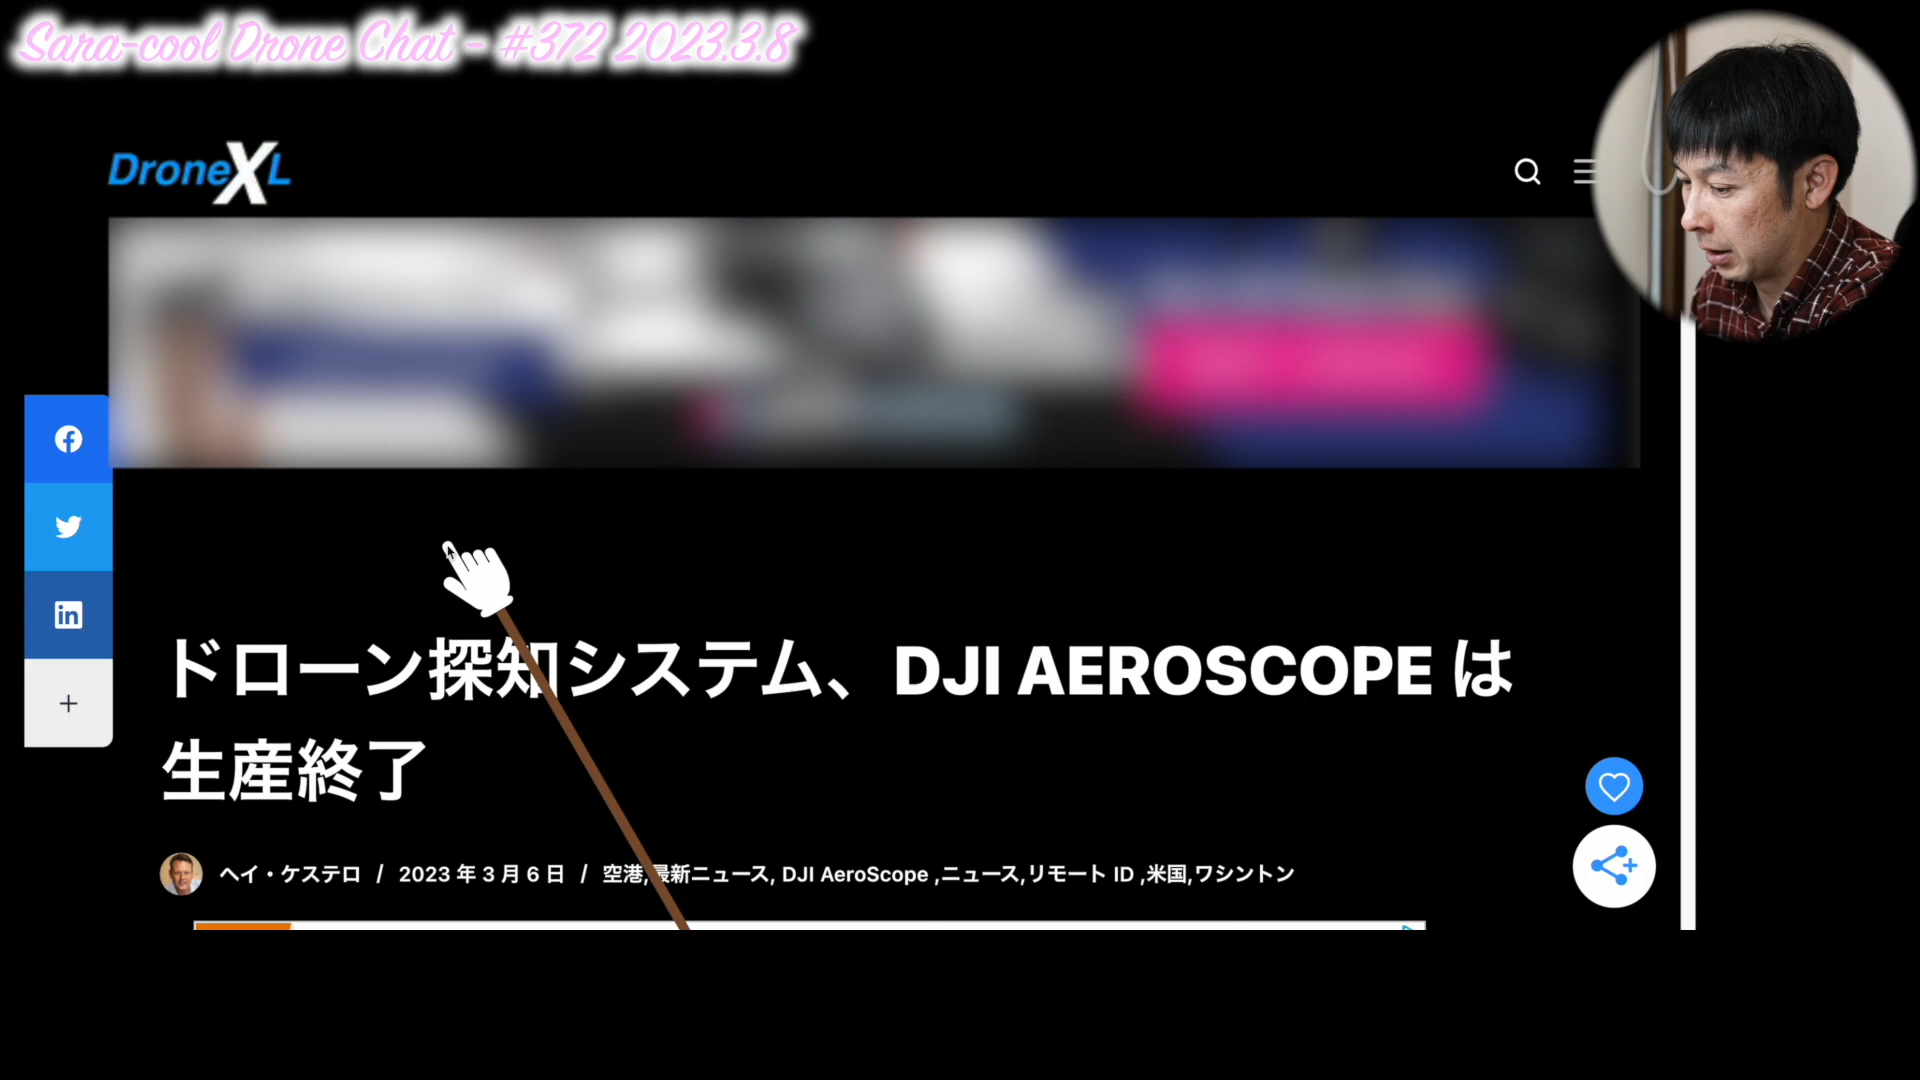 Sara-cool Drone Chat - #372 2023.3.8
DroneXL
ドローン探知システム、DJI AEROSCOPE は
生産終了
ヘイ・ケステロ / 2023 年 3 月 6 日 / 空港,最新ニュース, DJI AeroScope ,ニュース,リモート ID ,米国,ワシントン